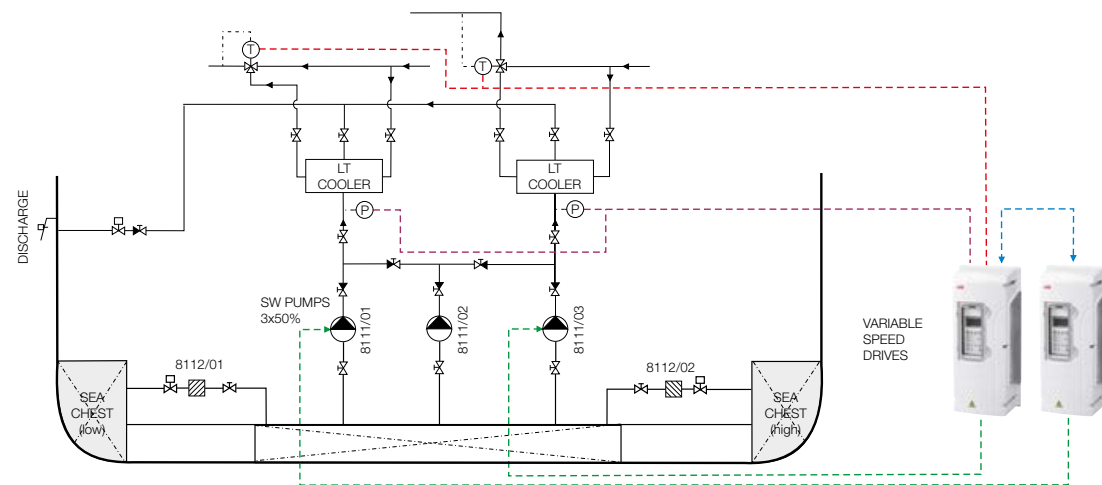 T
T
LT
COOLER
LT
COOLER
DISCHARGE
P
P
SW PUMPS
3x50%
8111/01
8111/02
8111/03
VARIABLE
SPEED
DRIVES
8112/01
8112/02
SEA
CHEST
(low)
SEA
CHEST
(high)
ABB